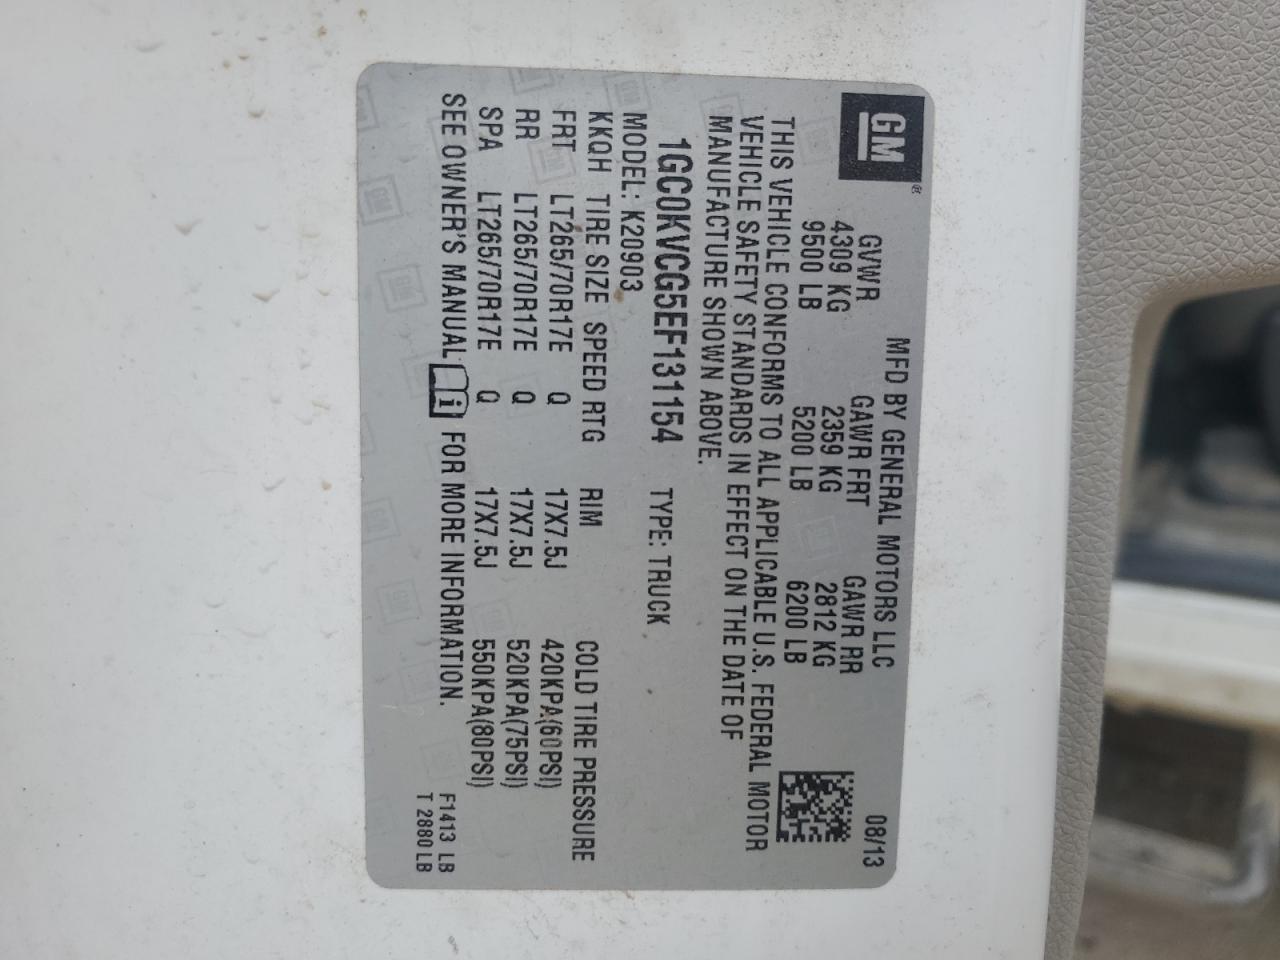 GM®
MFD BY GENERAL MOTORS LLC 08/13
GVWR GAWR FRT GAWR RR
4309 KG 2359 KG 2812 KG
9500 LB 5200 LB 6200 LB
THIS VEHICLE CONFORMS TO ALL APPLICABLE U.S. FEDERAL MOTOR
VEHICLE SAFETY STANDARDS IN EFFECT ON THE DATE OF
MANUFACTURE SHOWN ABOVE.
1GC0KVCG5EF131154 TYPE: TRUCK
MODEL: K20903
KKQH TIRE SIZE SPEED RTG RIM COLD TIRE PRESSURE
FRT LT265/70R17E Q 17X7.5J 420KPA(60PSI)
RR LT265/70R17E Q 17X7.5J 520KPA(75PSI)
SPA LT265/70R17E Q 17X7.5J 550KPA(80PSI)
SEE OWNER'S MANUAL i FOR MORE INFORMATION.
F1413 LB
T 2880 LB